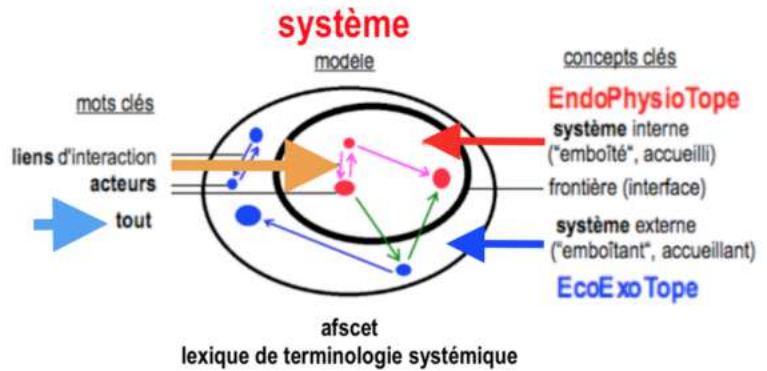 système
modèle
mots clés
liens d'interaction
acteurs
tout
concepts clés
EndoPhysioTope
système interne
("emboîté", accueilli)
frontière (interface)
système externe
("emboîtant", accueillant)
EcoExoTope
afscet
lexique de terminologie systémique